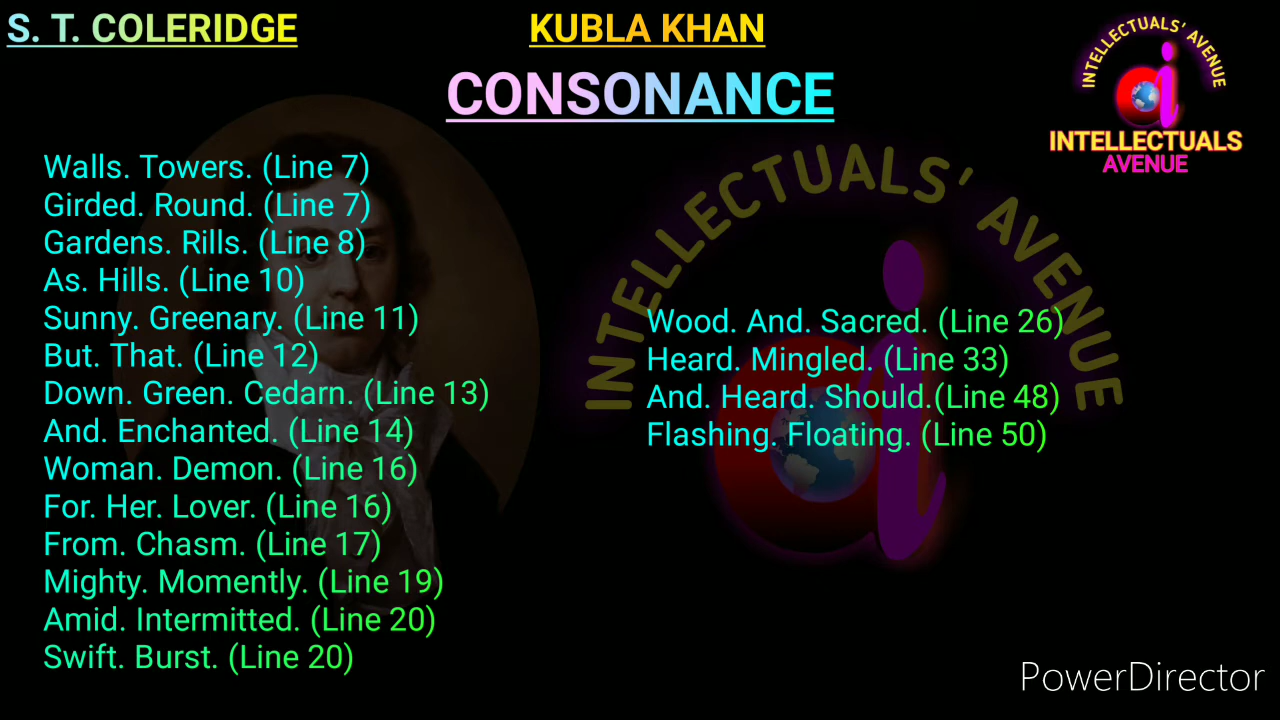 S. T. COLERIDGE
KUBLA KHAN
CONSONANCE
INTELLECTUALS' AVENUE
INTELLECTUALS
AVENUE
Walls. Towers. (Line 7)
Girded. Round. (Line 7)
Gardens. Rills. (Line 8)
As. Hills. (Line 10)
Sunny. Greenary. (Line 11)
But. That. (Line 12)
Down. Green. Cedarn. (Line 13)
And. Enchanted. (Line 14)
Woman. Demon. (Line 16)
For. Her. Lover. (Line 16)
From. Chasm. (Line 17)
Mighty. Momently. (Line 19)
Amid. Intermitted. (Line 20)
Swift. Burst. (Line 20)
INTELLECTUALS' AVENUE
Wood. And. Sacred. (Line 26)
Heard. Mingled. (Line 33)
And. Heard. Should.(Line 48)
Flashing. Floating. (Line 50)
PowerDirector